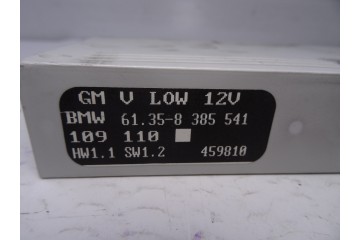 GM V LOW 12V
BMW 61.35-8 385 541
109 110
HW1.1 SW1.2 459810